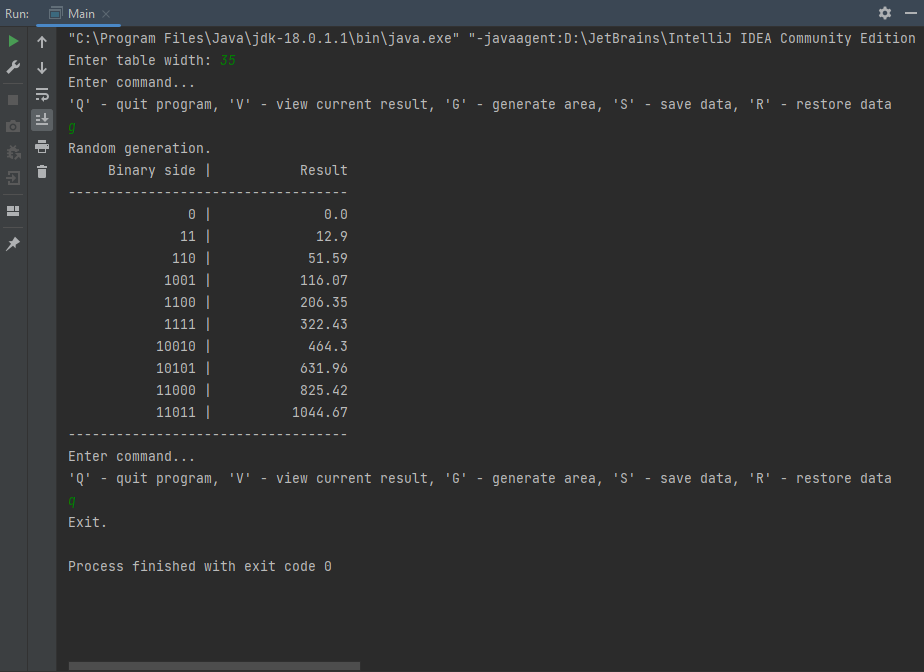 Run: Main
"C:\Program Files\Java\jdk-18.0.1.1\bin\java.exe" "-javaagent:D:\JetBrains\IntelliJ IDEA Community Edition
Enter table width: 35
Enter command...
'Q' - quit program, 'V' - view current result, 'G' - generate area, 'S' - save data, 'R' - restore data
g
Random generation.
Binary side | Result
-----------------------------------
0 | 0.0
11 | 12.9
110 | 51.59
1001 | 116.07
1100 | 206.35
1111 | 322.43
10010 | 464.3
10101 | 631.96
11000 | 825.42
11011 | 1044.67
-----------------------------------
Enter command...
'Q' - quit program, 'V' - view current result, 'G' - generate area, 'S' - save data, 'R' - restore data
q
Exit.
Process finished with exit code 0